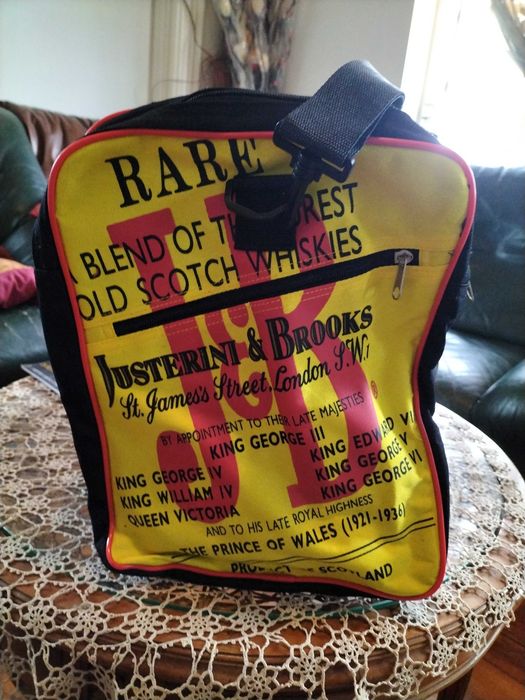 RARE
A BLEND OF THE PUREST
OLD SCOTCH WHISKIES
J&B
JUSTERINI & BROOKS
St. James's Street, London S.W.1
BY APPOINTMENT TO THEIR LATE MAJESTIES
KING GEORGE III
KING GEORGE IV KING EDWARD VII
KING WILLIAM IV KING GEORGE V
QUEEN VICTORIA KING GEORGE VI
AND TO HIS LATE ROYAL HIGHNESS
THE PRINCE OF WALES (1921-1936)
PRODUCT OF SCOTLAND